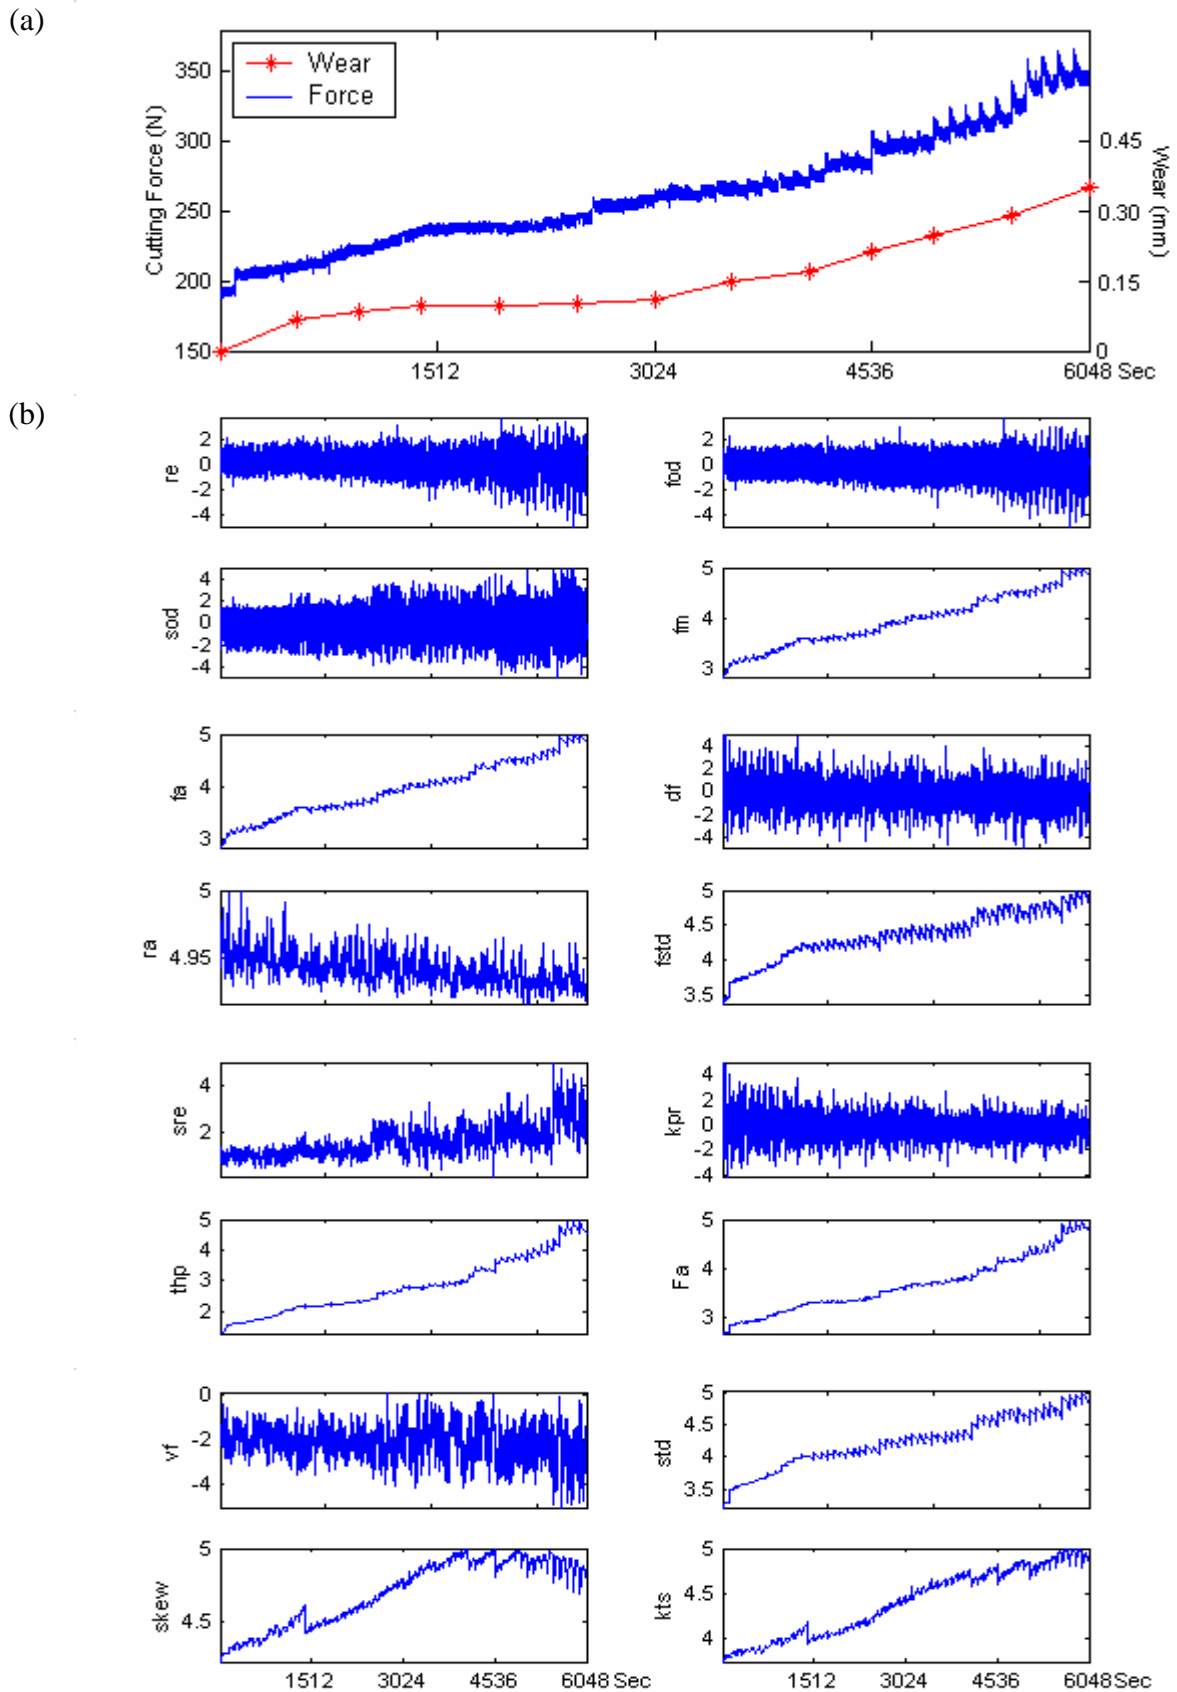 (a)
Wear
Force
Cutting Force (N)
350
300
250
200
150
0.45
0.30
0.15
0
Wear (mm)
1512
3024
4536
6048 Sec
(b)
re
2
0
-2
-4
fod
2
0
-2
-4
sod
4
2
0
-2
-4
fm
5
4
3
fa
5
4
3
df
4
2
0
-2
-4
ra
5
4.95
fstd
5
4.5
4
3.5
sre
4
2
kpr
4
2
0
-2
-4
thp
5
4
3
2
Fa
5
4
3
vf
0
-2
-4
std
5
4.5
4
3.5
skew
5
4.5
1512
3024
4536
6048 Sec
kts
5
4.5
4
1512
3024
4536
6048 Sec